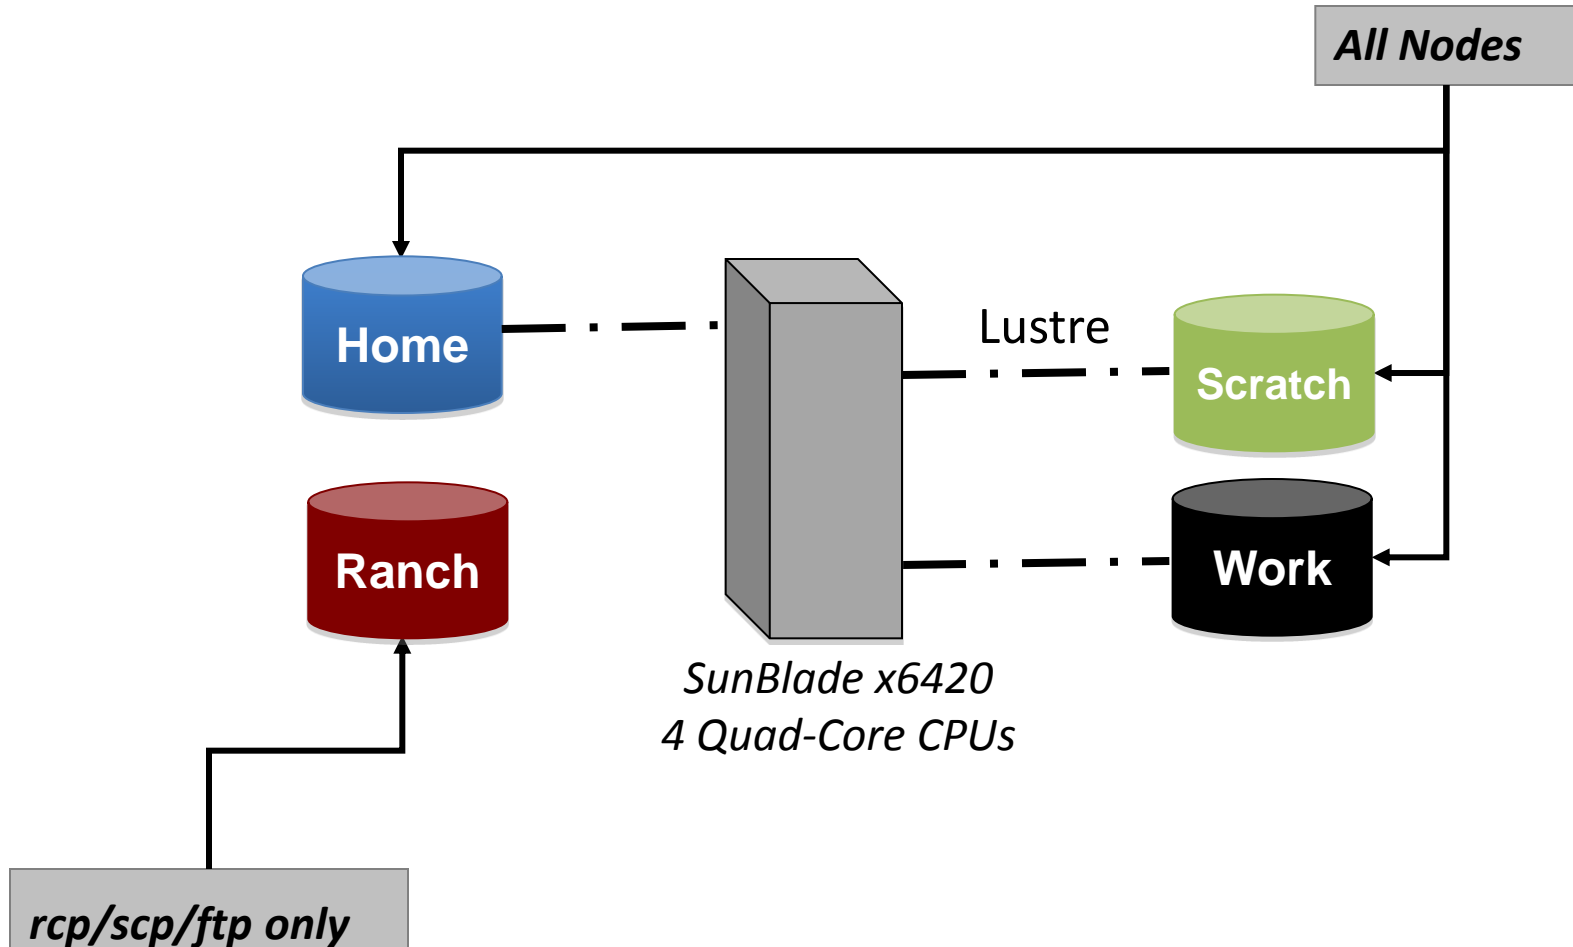 All Nodes
Home
Lustre
Scratch
Ranch
Work
SunBlade x6420
4 Quad-Core CPUs
rcp/scp/ftp only